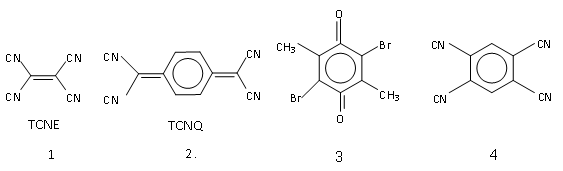 CN CN CN CN
TCNE
1
CN CN CN CN
TCNQ
2.
O
CH3 Br
Br CH3
O
3
CN CN
CN CN
4